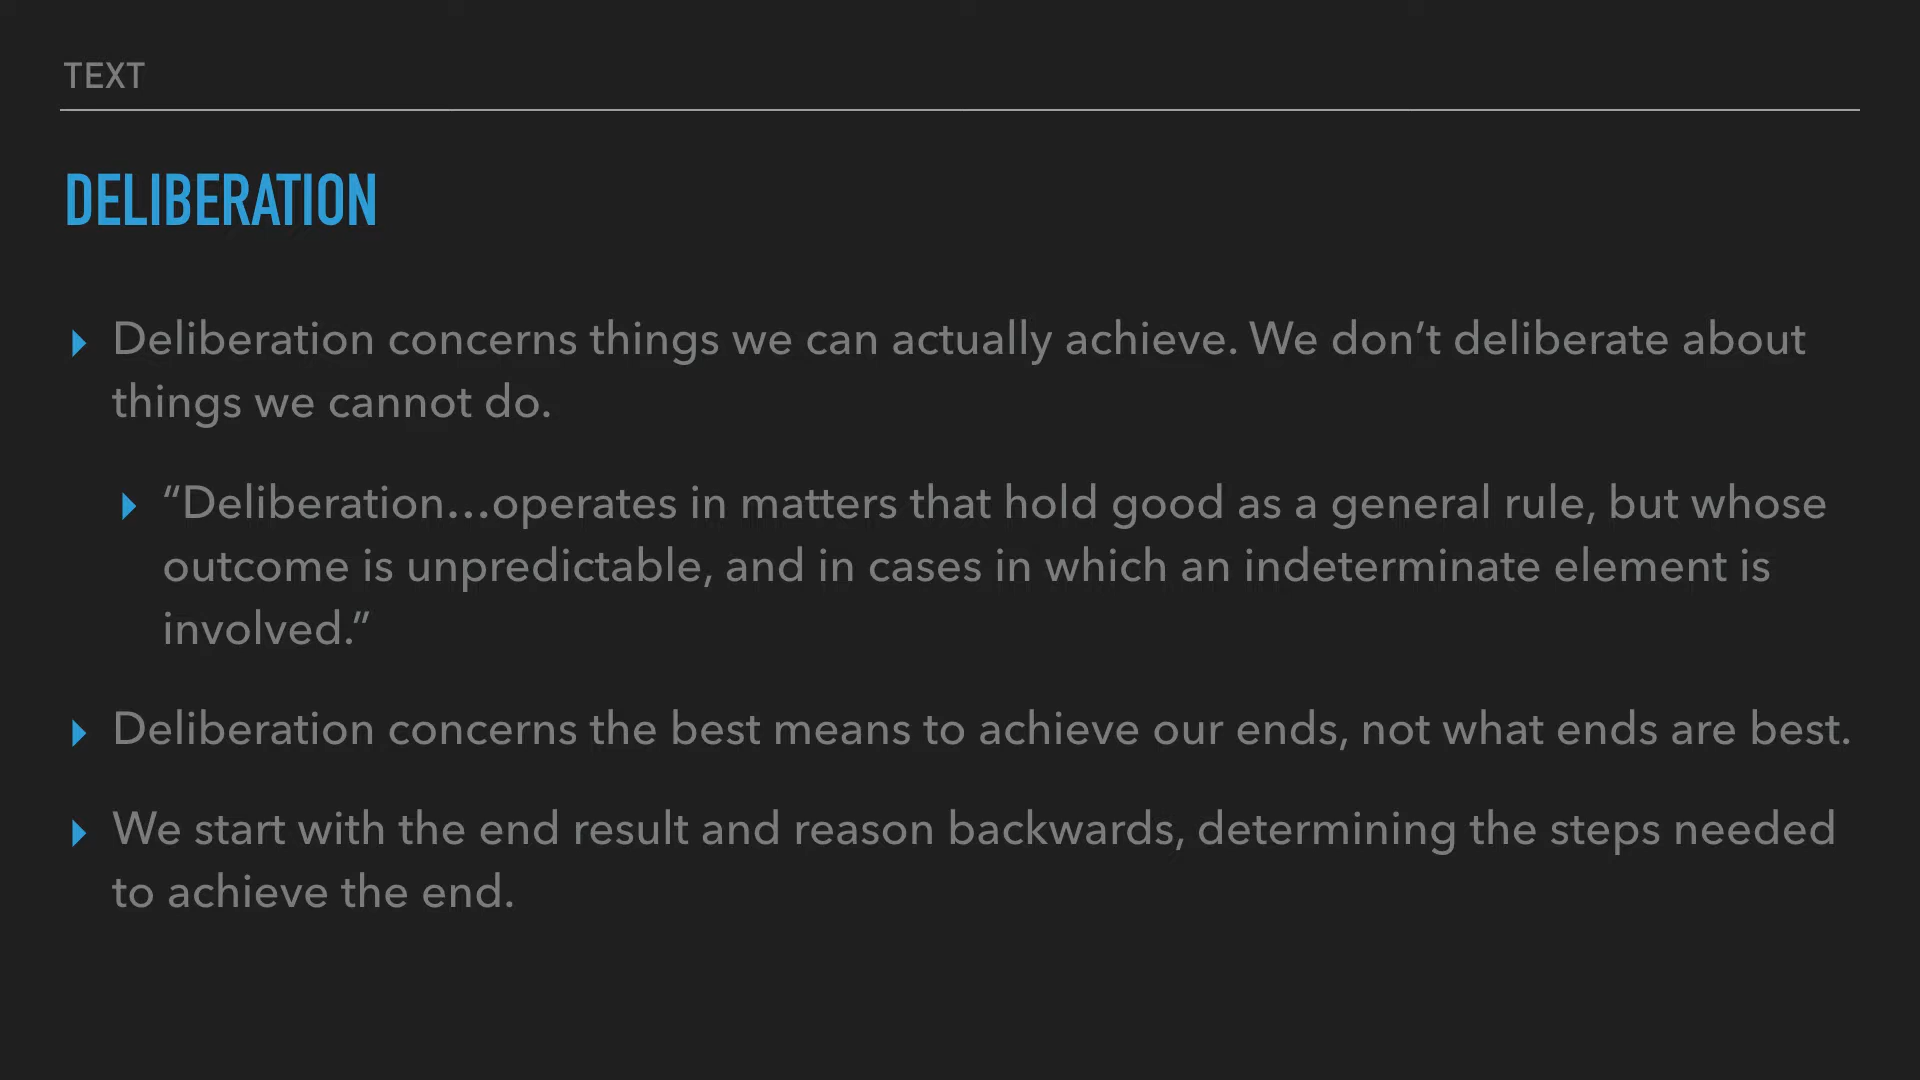 TEXT
DELIBERATION
▸ Deliberation concerns things we can actually achieve. We don’t deliberate about
things we cannot do.
▸ “Deliberation…operates in matters that hold good as a general rule, but whose
outcome is unpredictable, and in cases in which an indeterminate element is
involved.”
▸ Deliberation concerns the best means to achieve our ends, not what ends are best.
▸ We start with the end result and reason backwards, determining the steps needed
to achieve the end.